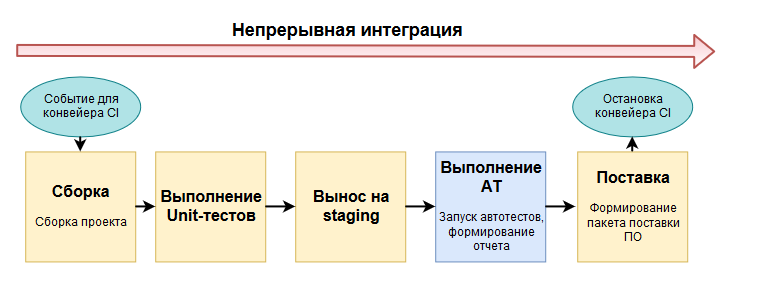 Непрерывная интеграция
Событие для
конвейера CI
Остановка
конвейера CI
Сборка
Сборка проекта
Выполнение
Unit-тестов
Вынос на
staging
Выполнение
АТ
Запуск автотестов,
формирование
отчета
Поставка
Формирование
пакета поставки
ПО